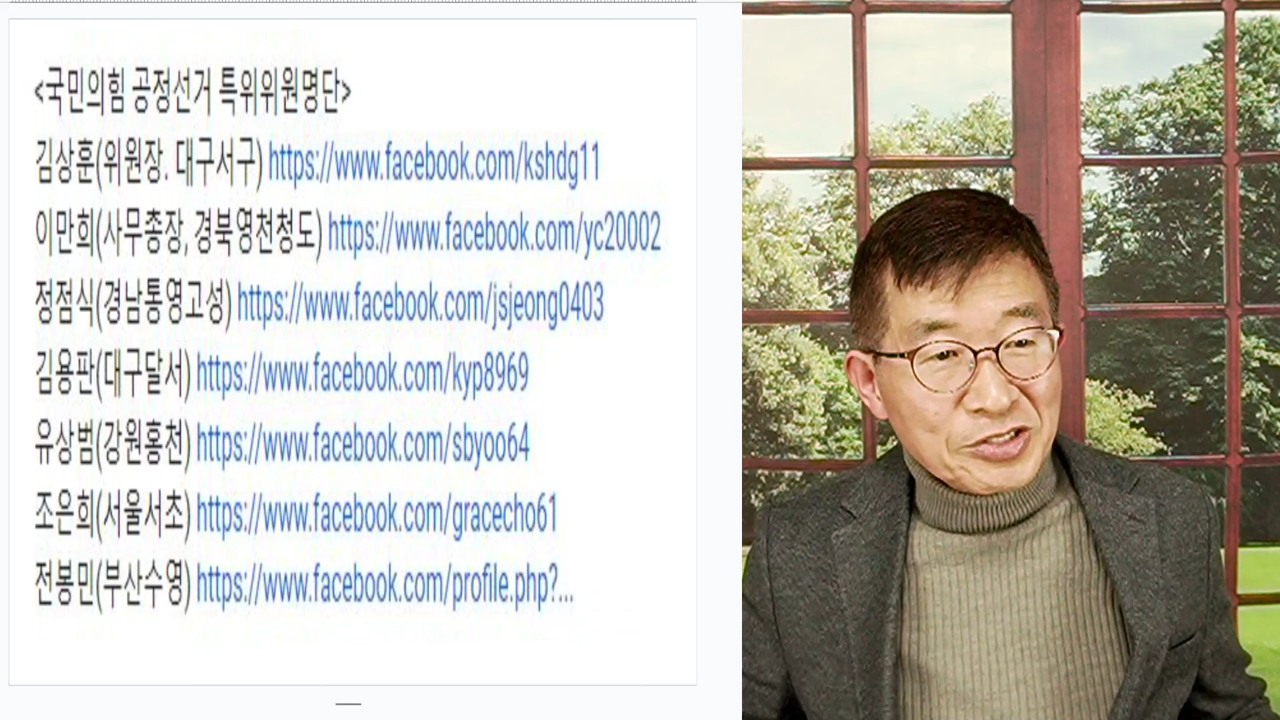 <국민의힘 공정선거 특위위원명단>
김상훈(위원장. 대구서구) https://www.facebook.com/kshdg11
이만희(사무총장, 경북영천청도) https://www.facebook.com/yc20002
정점식(경남통영고성) https://www.facebook.com/jsjeong0403
김용판(대구달서) https://www.facebook.com/kyp8969
유상범(강원홍천) https://www.facebook.com/sbyoo64
조은희(서울서초) https://www.facebook.com/gracecho61
전봉민(부산수영) https://www.facebook.com/profile.php?...